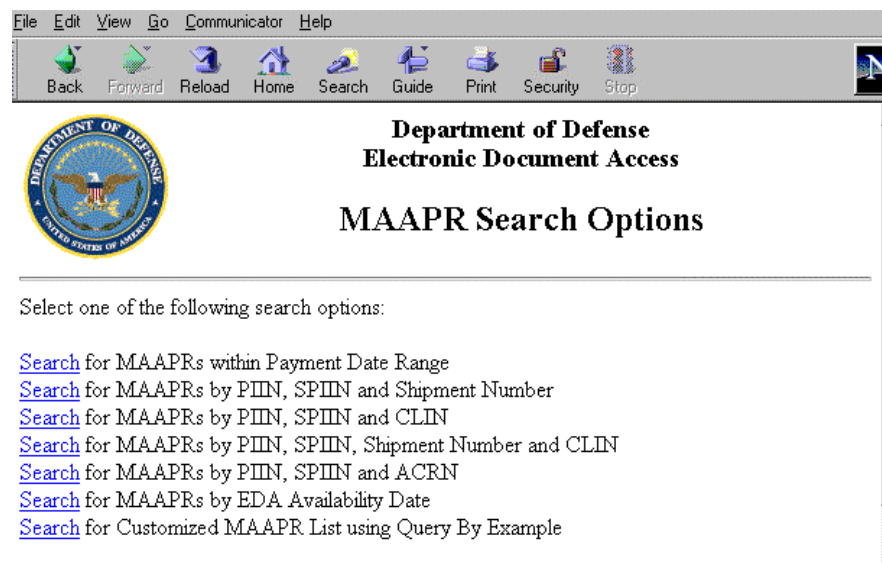 File Edit View Go Communicator Help
Back Forward Reload Home Search Guide Print Security Stop
N
DEPARTMENT OF DEFENSE
UNITED STATES OF AMERICA
Department of Defense
Electronic Document Access
MAAPR Search Options
Select one of the following search options:
Search for MAAPRs within Payment Date Range
Search for MAAPRs by PIIN, SPIIN and Shipment Number
Search for MAAPRs by PIIN, SPIIN and CLIN
Search for MAAPRs by PIIN, SPIIN, Shipment Number and CLIN
Search for MAAPRs by PIIN, SPIIN and ACRN
Search for MAAPRs by EDA Availability Date
Search for Customized MAAPR List using Query By Example